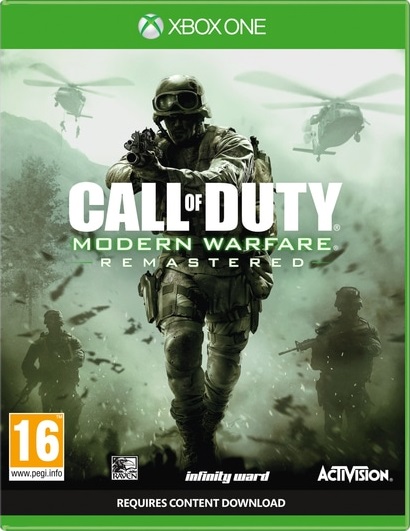 XBOX ONE
CALL OF DUTY®
MODERN WARFARE®
REMASTERED
16
www.pegi.info
RAVEN
infinity ward
ACTIVISION®
REQUIRES CONTENT DOWNLOAD